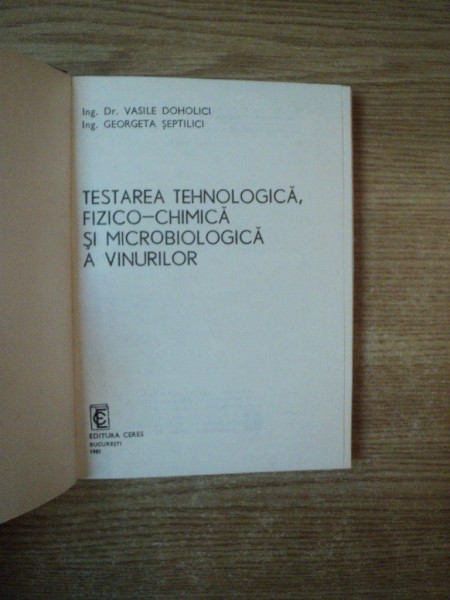 Ing. Dr. VASILE DOHOLICI
Ing. GEORGETA ȘEPTILICI
TESTAREA TEHNOLOGICĂ,
FIZICO—CHIMICĂ
ȘI MICROBIOLOGICĂ
A VINURILOR
EDITURA CERES
BUCUREȘTI
1981